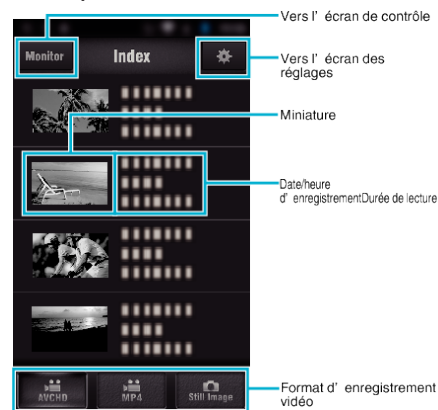 Vers l’ écran de contrôle
Monitor
Index
Vers l’ écran des
réglages
Miniature
Date/heure
d’ enregistrementDurée de lecture
AVCHD
MP4
Still Image
Format d’ enregistrement
vidéo